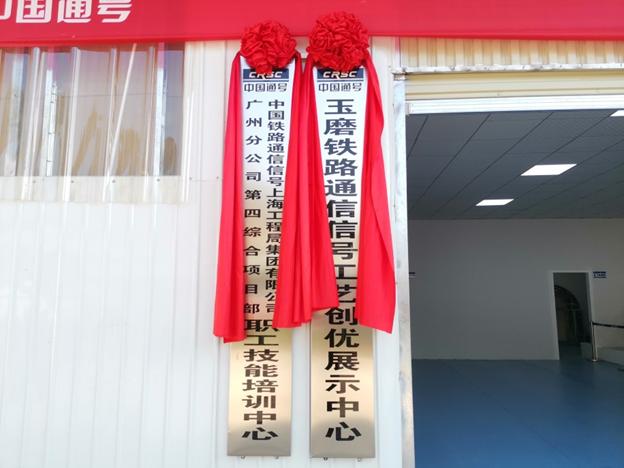 中国通号
CRSC
中国通号
中国铁路通信信号上海工程局集团有限公司
广州分公司第四综合项目部
职工技能培训中心
CRSC
中国通号
玉磨铁路通信信号工艺创优展示中心